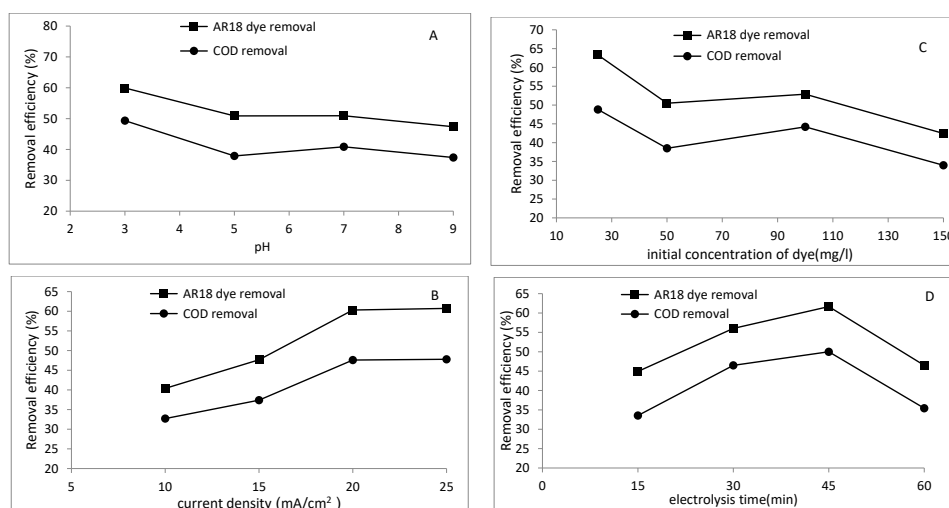 AR18 dye removal
COD removal
A
Removal efficiency (%)
80
70
60
50
40
30
20
2 3 4 5 6 7 8 9
pH
AR18 dye removal
COD removal
C
Removal efficiency (%)
70
65
60
55
50
45
40
35
30
25
20
10 30 50 70 90 110 130 150
initial concentration of dye(mg/l)
AR18 dye removal
COD removal
B
Removal efficiency (%)
65
60
55
50
45
40
35
30
25
20
5 10 15 20 25
current density (mA/cm²)
AR18 dye removal
COD removal
D
Removal efficiency (%)
65
60
55
50
45
40
35
30
25
20
0 15 30 45 60
electrolysis time(min)